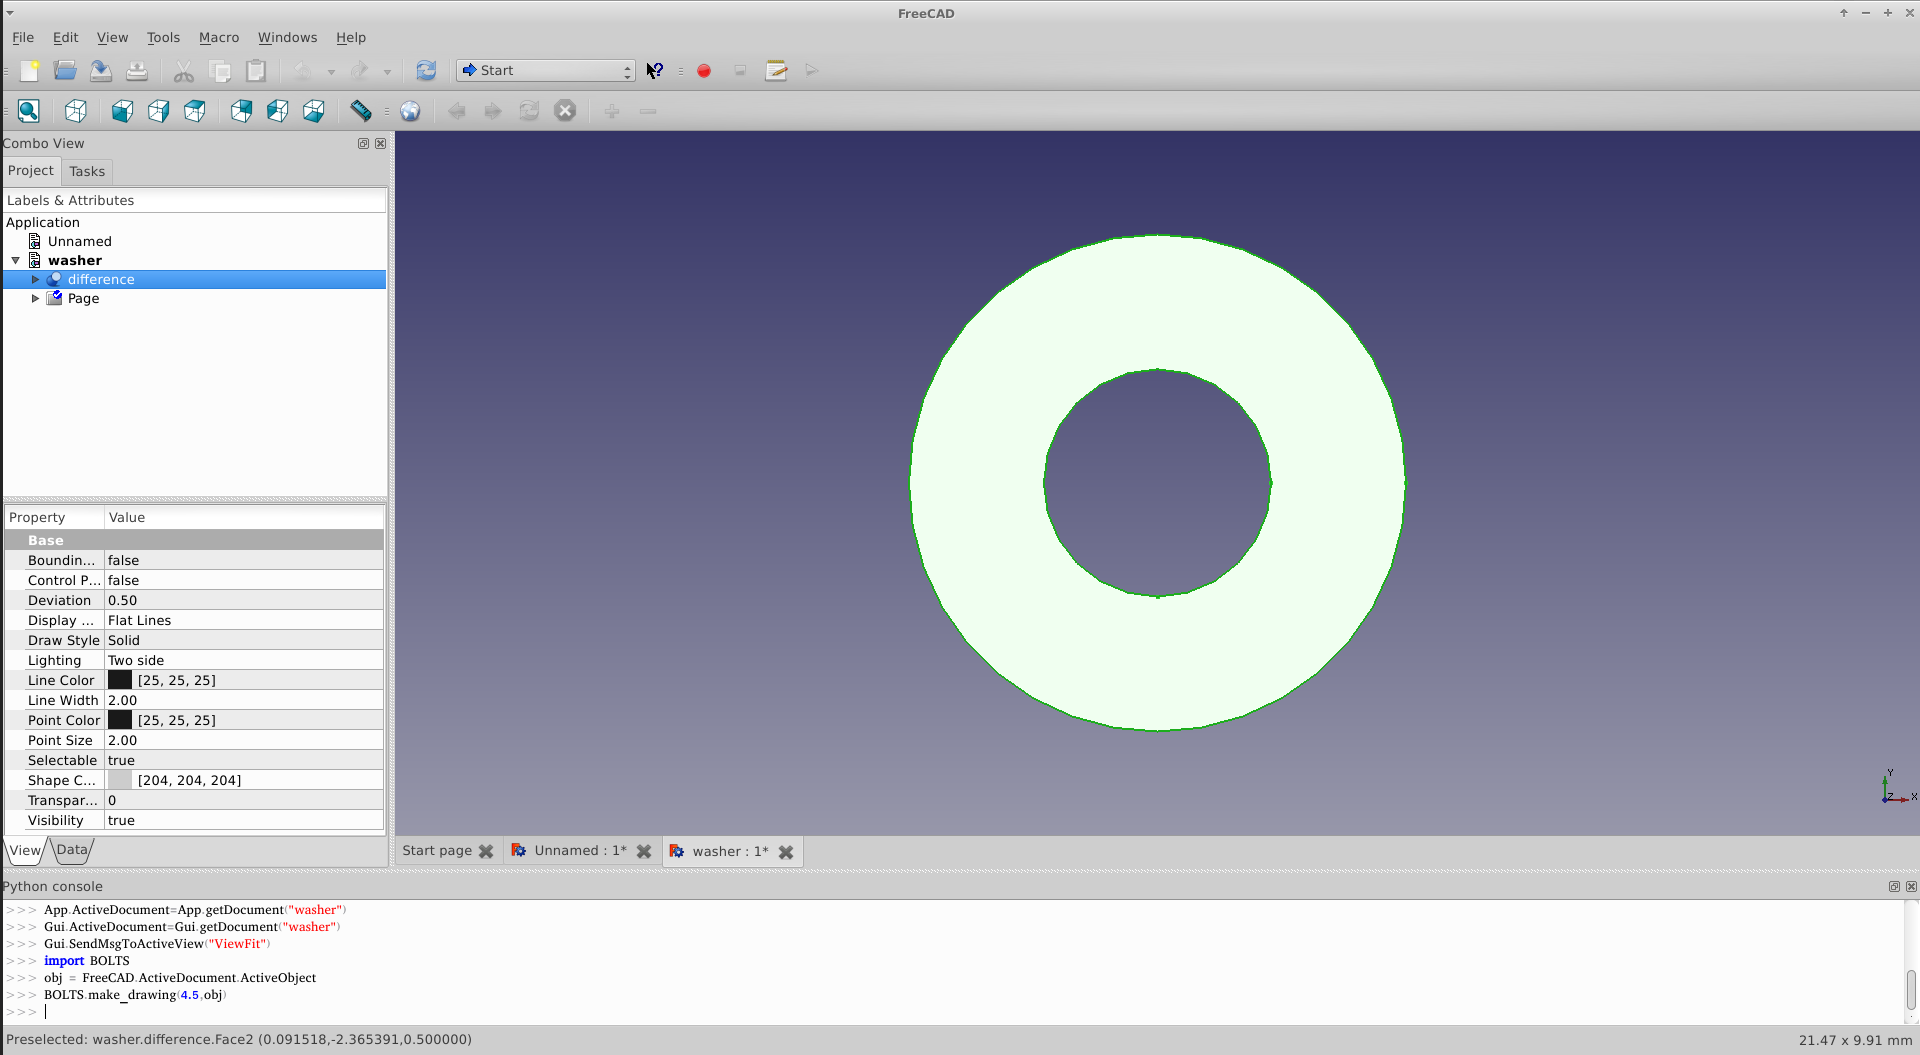 FreeCAD
File Edit View Tools Macro Windows Help
Start
Combo View
Project Tasks
Labels & Attributes
Application
Unnamed
washer
difference
Page
Property Value
Base
Boundin... false
Control P... false
Deviation 0.50
Display ... Flat Lines
Draw Style Solid
Lighting Two side
Line Color [25, 25, 25]
Line Width 2.00
Point Color [25, 25, 25]
Point Size 2.00
Selectable true
Shape C... [204, 204, 204]
Transpar... 0
Visibility true
View Data
Y
Z X
Start page Unnamed : 1* washer : 1*
Python console
>>> App.ActiveDocument=App.getDocument("washer")
>>> Gui.ActiveDocument=Gui.getDocument("washer")
>>> Gui.SendMsgToActiveView("ViewFit")
>>> import BOLTS
>>> obj = FreeCAD.ActiveDocument.ActiveObject
>>> BOLTS.make_drawing(4.5,obj)
>>>
Preselected: washer.difference.Face2 (0.091518,-2.365391,0.500000) 21.47 x 9.91 mm